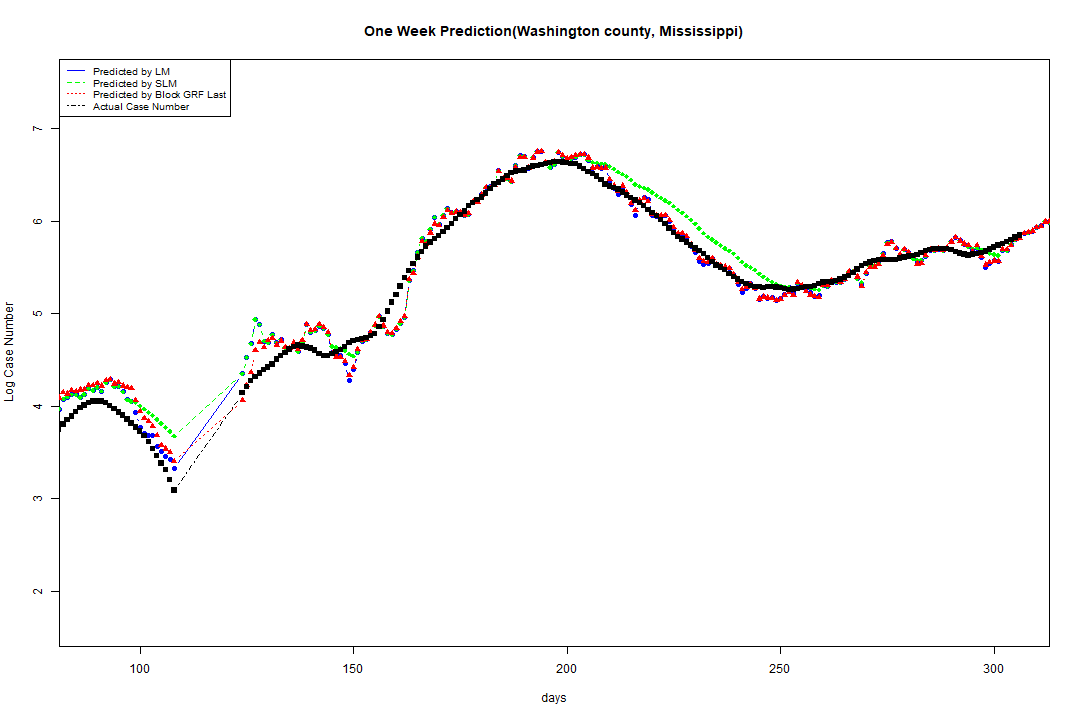 One Week Prediction(Washington county, Mississippi)
Predicted by LM
Predicted by SLM
Predicted by Block GRF Last
Actual Case Number
Log Case Number
7
6
5
4
3
2
100 150 200 250 300
days